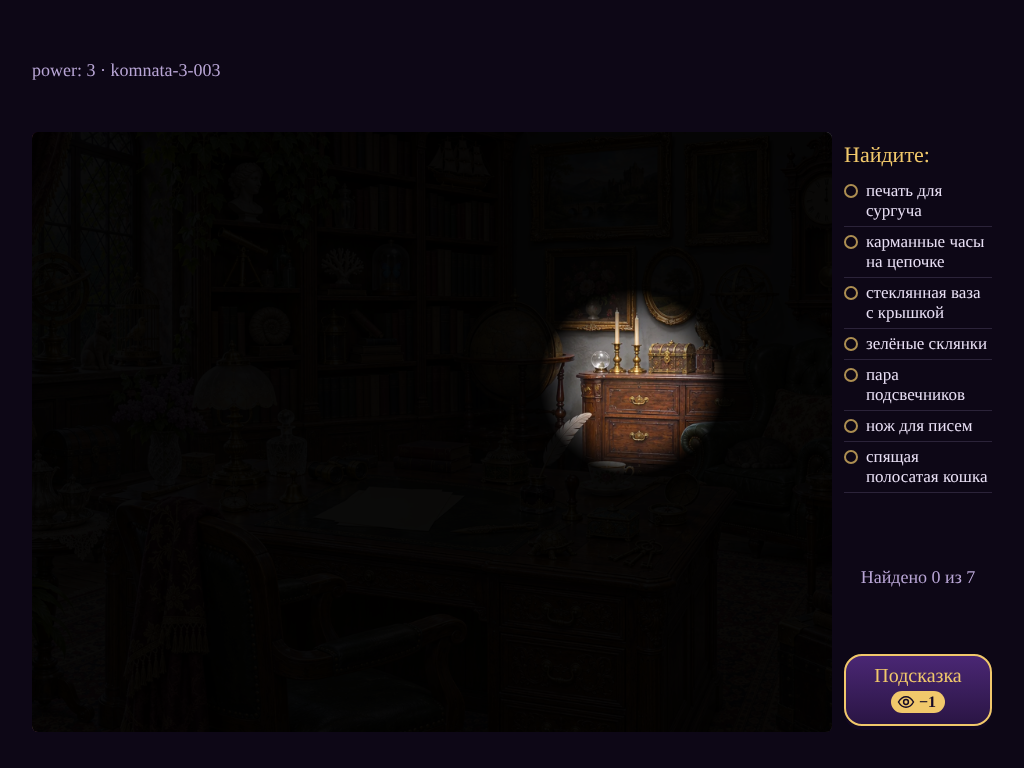 power: 3 · komnata-3-003
Найдите:
печать для
сургуча
карманные часы
на цепочке
стеклянная ваза
с крышкой
зелёные склянки
пара
подсвечников
нож для писем
спящая
полосатая кошка
Найдено 0 из 7
Подсказка
−1